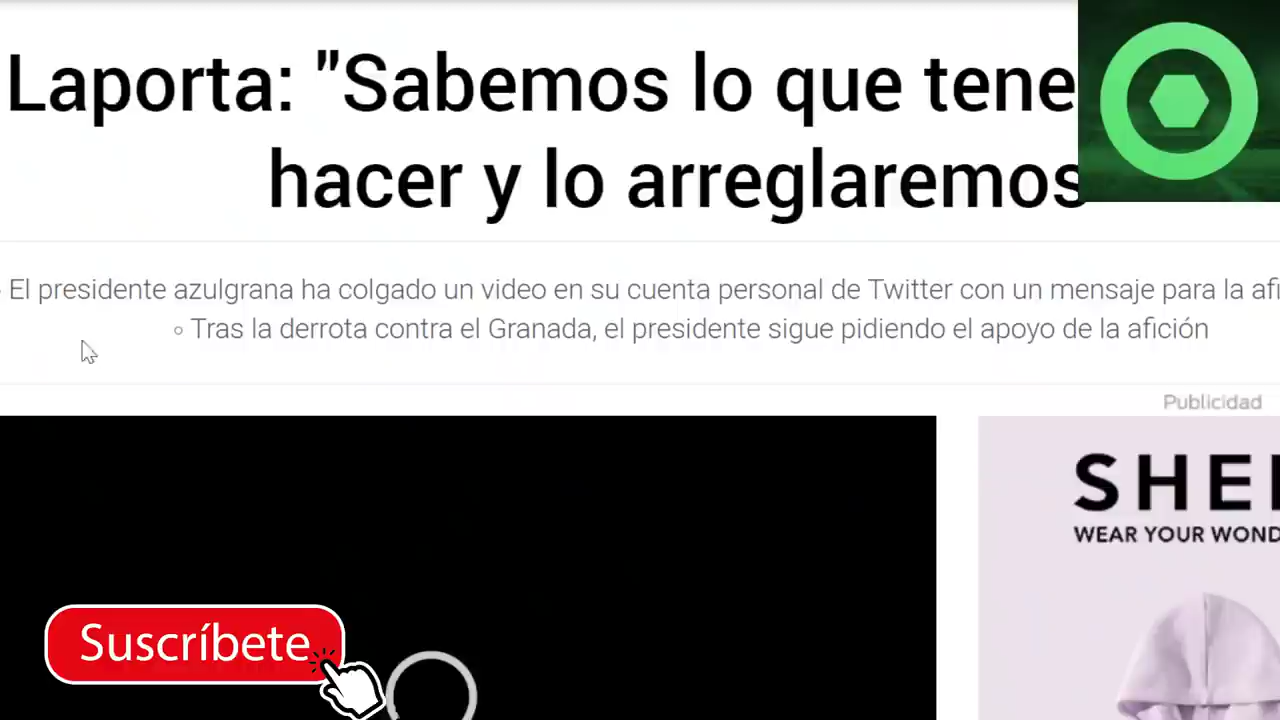 Laporta: "Sabemos lo que tene
hacer y lo arreglaremos
El presidente azulgrana ha colgado un video en su cuenta personal de Twitter con un mensaje para la afi
Tras la derrota contra el Granada, el presidente sigue pidiendo el apoyo de la afición
Publicidad
SHE
WEAR YOUR WOND
Suscríbete